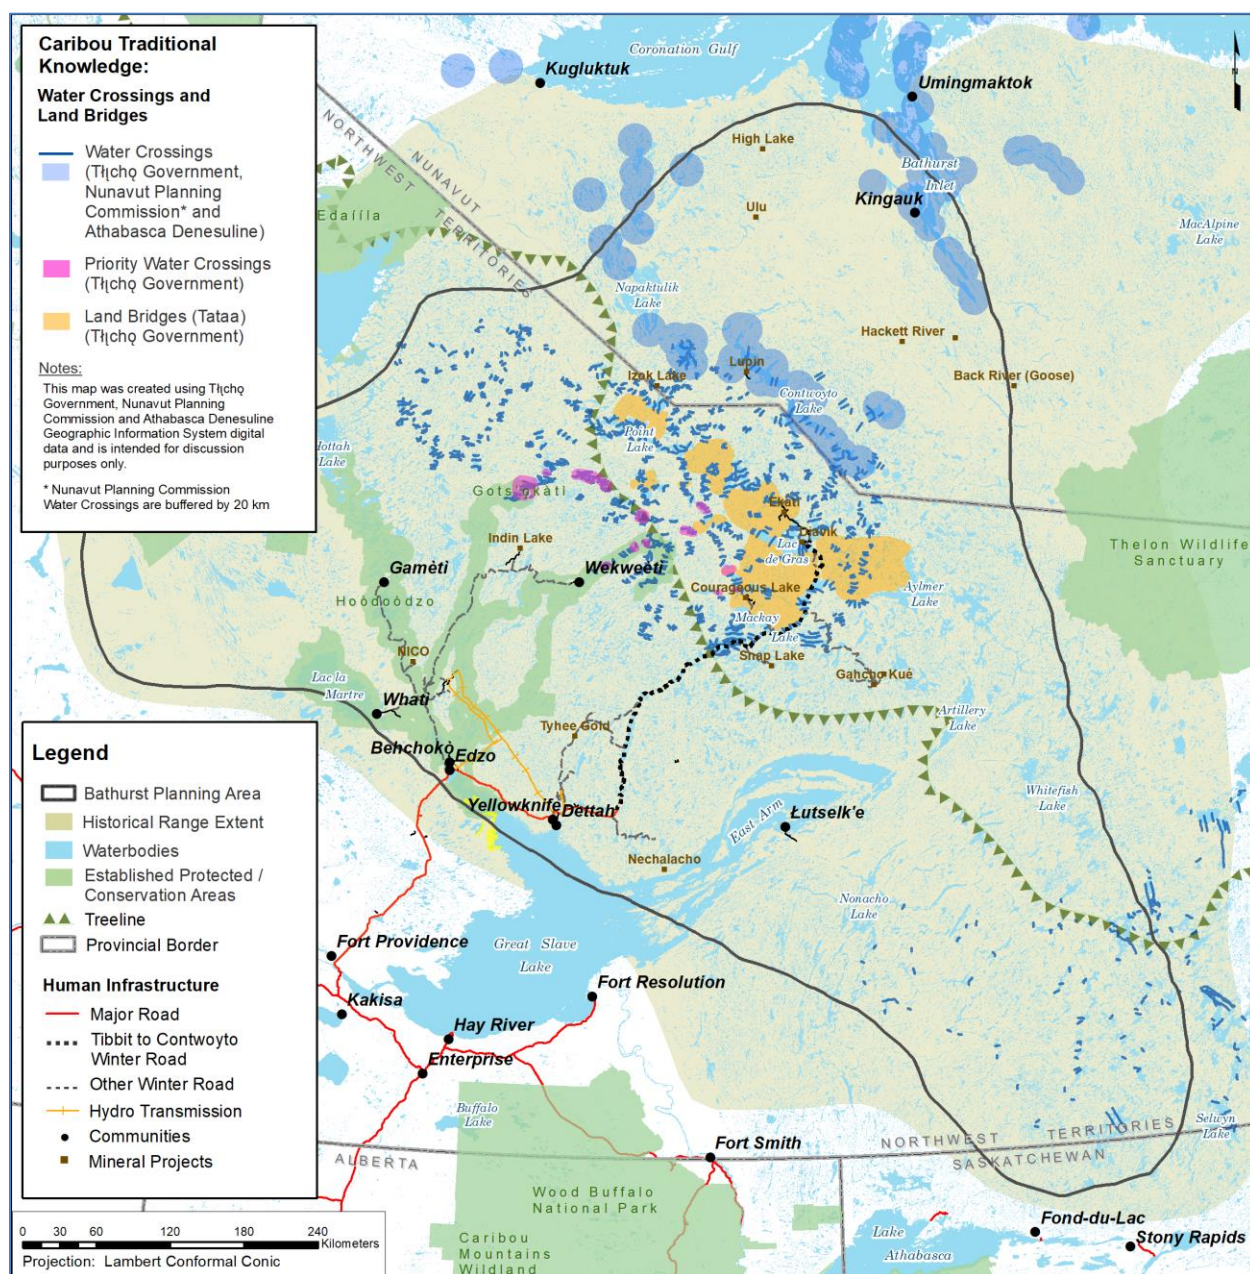 Caribou Traditional
Knowledge:
Water Crossings and
Land Bridges
Water Crossings
(Tłı̨chǫ Government,
Nunavut Planning
Commission* and
Athabasca Denesuline)
Priority Water Crossings
(Tłı̨chǫ Government)
Land Bridges (Tataa)
(Tłı̨chǫ Government)
Notes:
This map was created using Tłı̨chǫ
Government, Nunavut Planning
Commission and Athabasca Denesuline
Geographic Information System digital
data and is intended for discussion
purposes only.
* Nunavut Planning Commission
Water Crossings are buffered by 20 km
Coronation Gulf
Kugluktuk
Umingmaktok
NUNAVUT
NORTHWEST TERRITORIES
High Lake
Bathurst
Inlet
Kingauk
Ulu
Edaííla
MacAlpine
Lake
Napaktulik
Lake
Hackett River
Lupin
Izok Lake
Back River (Goose)
Contwoyto
Lake
Point
Lake
Hottah
Lake
Gots'ǫkàtì
Ekati
Diavik
Indin Lake
Lac
de Gras
Thelon Wildlife
Sanctuary
Gamètì
Wekweètì
Courageous Lake
Aylmer
Lake
Hoòdoòdzo
Mackay
Lake
NICO
Snap Lake
Gahcho Kué
Lac la
Martre
Whatì
Artillery
Lake
Tyhee Gold
Behchokǫ̀
Edzo
Whitefish
Lake
Yellowknife
Dettah
East Arm
Łutselk'e
Nechalacho
Nonacho
Lake
Legend
Bathurst Planning Area
Historical Range Extent
Waterbodies
Established Protected /
Conservation Areas
Treeline
Provincial Border
Human Infrastructure
Major Road
Tibbit to Contwoyto
Winter Road
Other Winter Road
Hydro Transmission
Communities
Mineral Projects
Fort Providence
Great Slave
Lake
Fort Resolution
Kakisa
Hay River
Enterprise
Buffalo
Lake
Selwyn
Lake
NORTHWEST TERRITORIES
SASKATCHEWAN
Fort Smith
ALBERTA
Wood Buffalo
National Park
Caribou
Mountains
Wildland
Fond-du-Lac
Stony Rapids
Lake
Athabasca
0 30 60 120 180 240
Kilometers
Projection: Lambert Conformal Conic